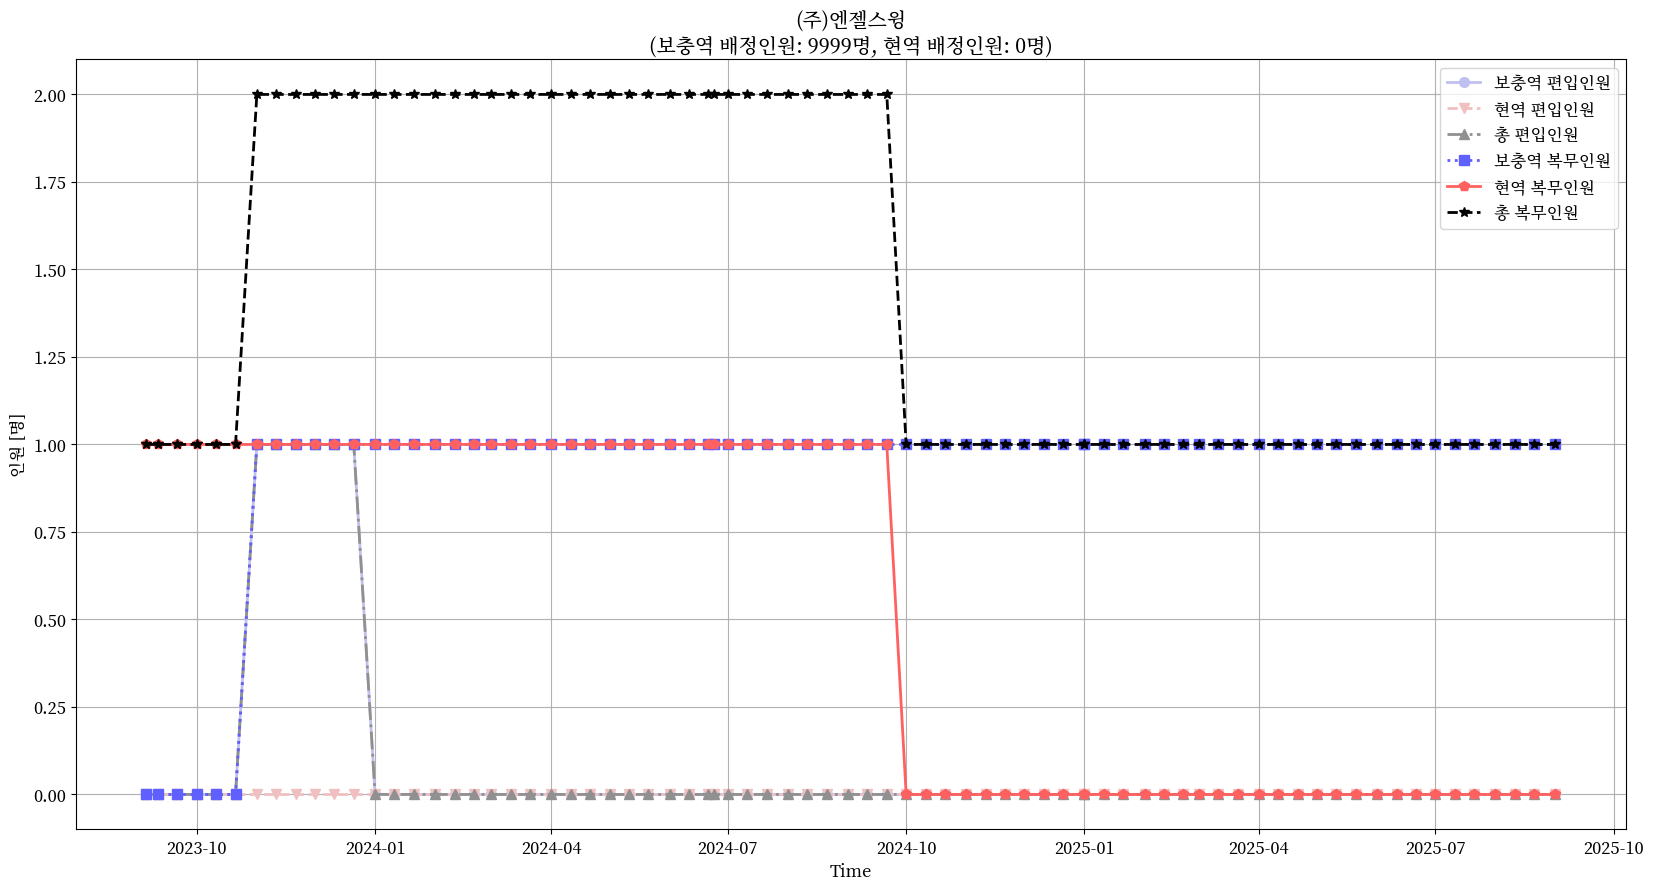 (주)엔젤스윙
(보충역 배정인원: 9999명, 현역 배정인원: 0명)
보충역 편입인원
현역 편입인원
총 편입인원
보충역 복무인원
현역 복무인원
총 복무인원
2.00
1.75
1.50
1.25
1.00
0.75
0.50
0.25
0.00
인원 [명]
2023-10
2024-01
2024-04
2024-07
2024-10
2025-01
2025-04
2025-07
2025-10
Time